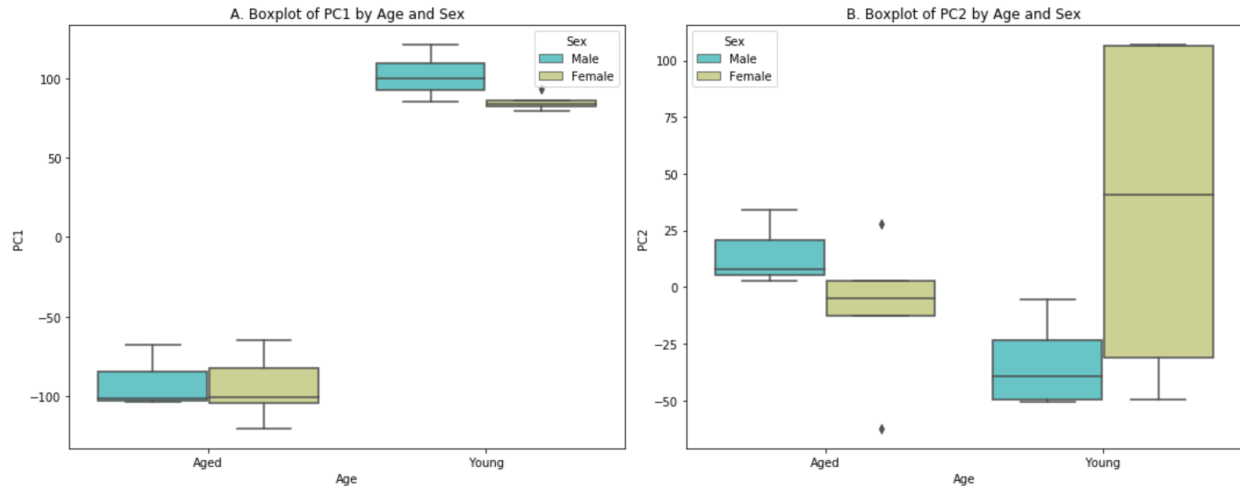 A. Boxplot of PC1 by Age and Sex
Sex
Male
Female
100
50
0
−50
−100
PC1
Aged
Young
Age
B. Boxplot of PC2 by Age and Sex
Sex
Male
Female
100
75
50
25
0
−25
−50
PC2
Aged
Young
Age